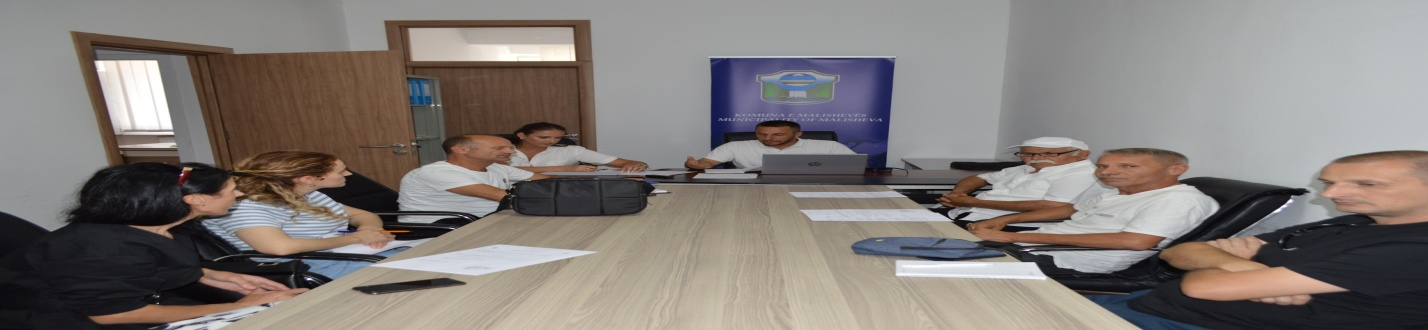 KOMUNA E MALISHEVËS
MUNICIPALITY OF MALISHEVA